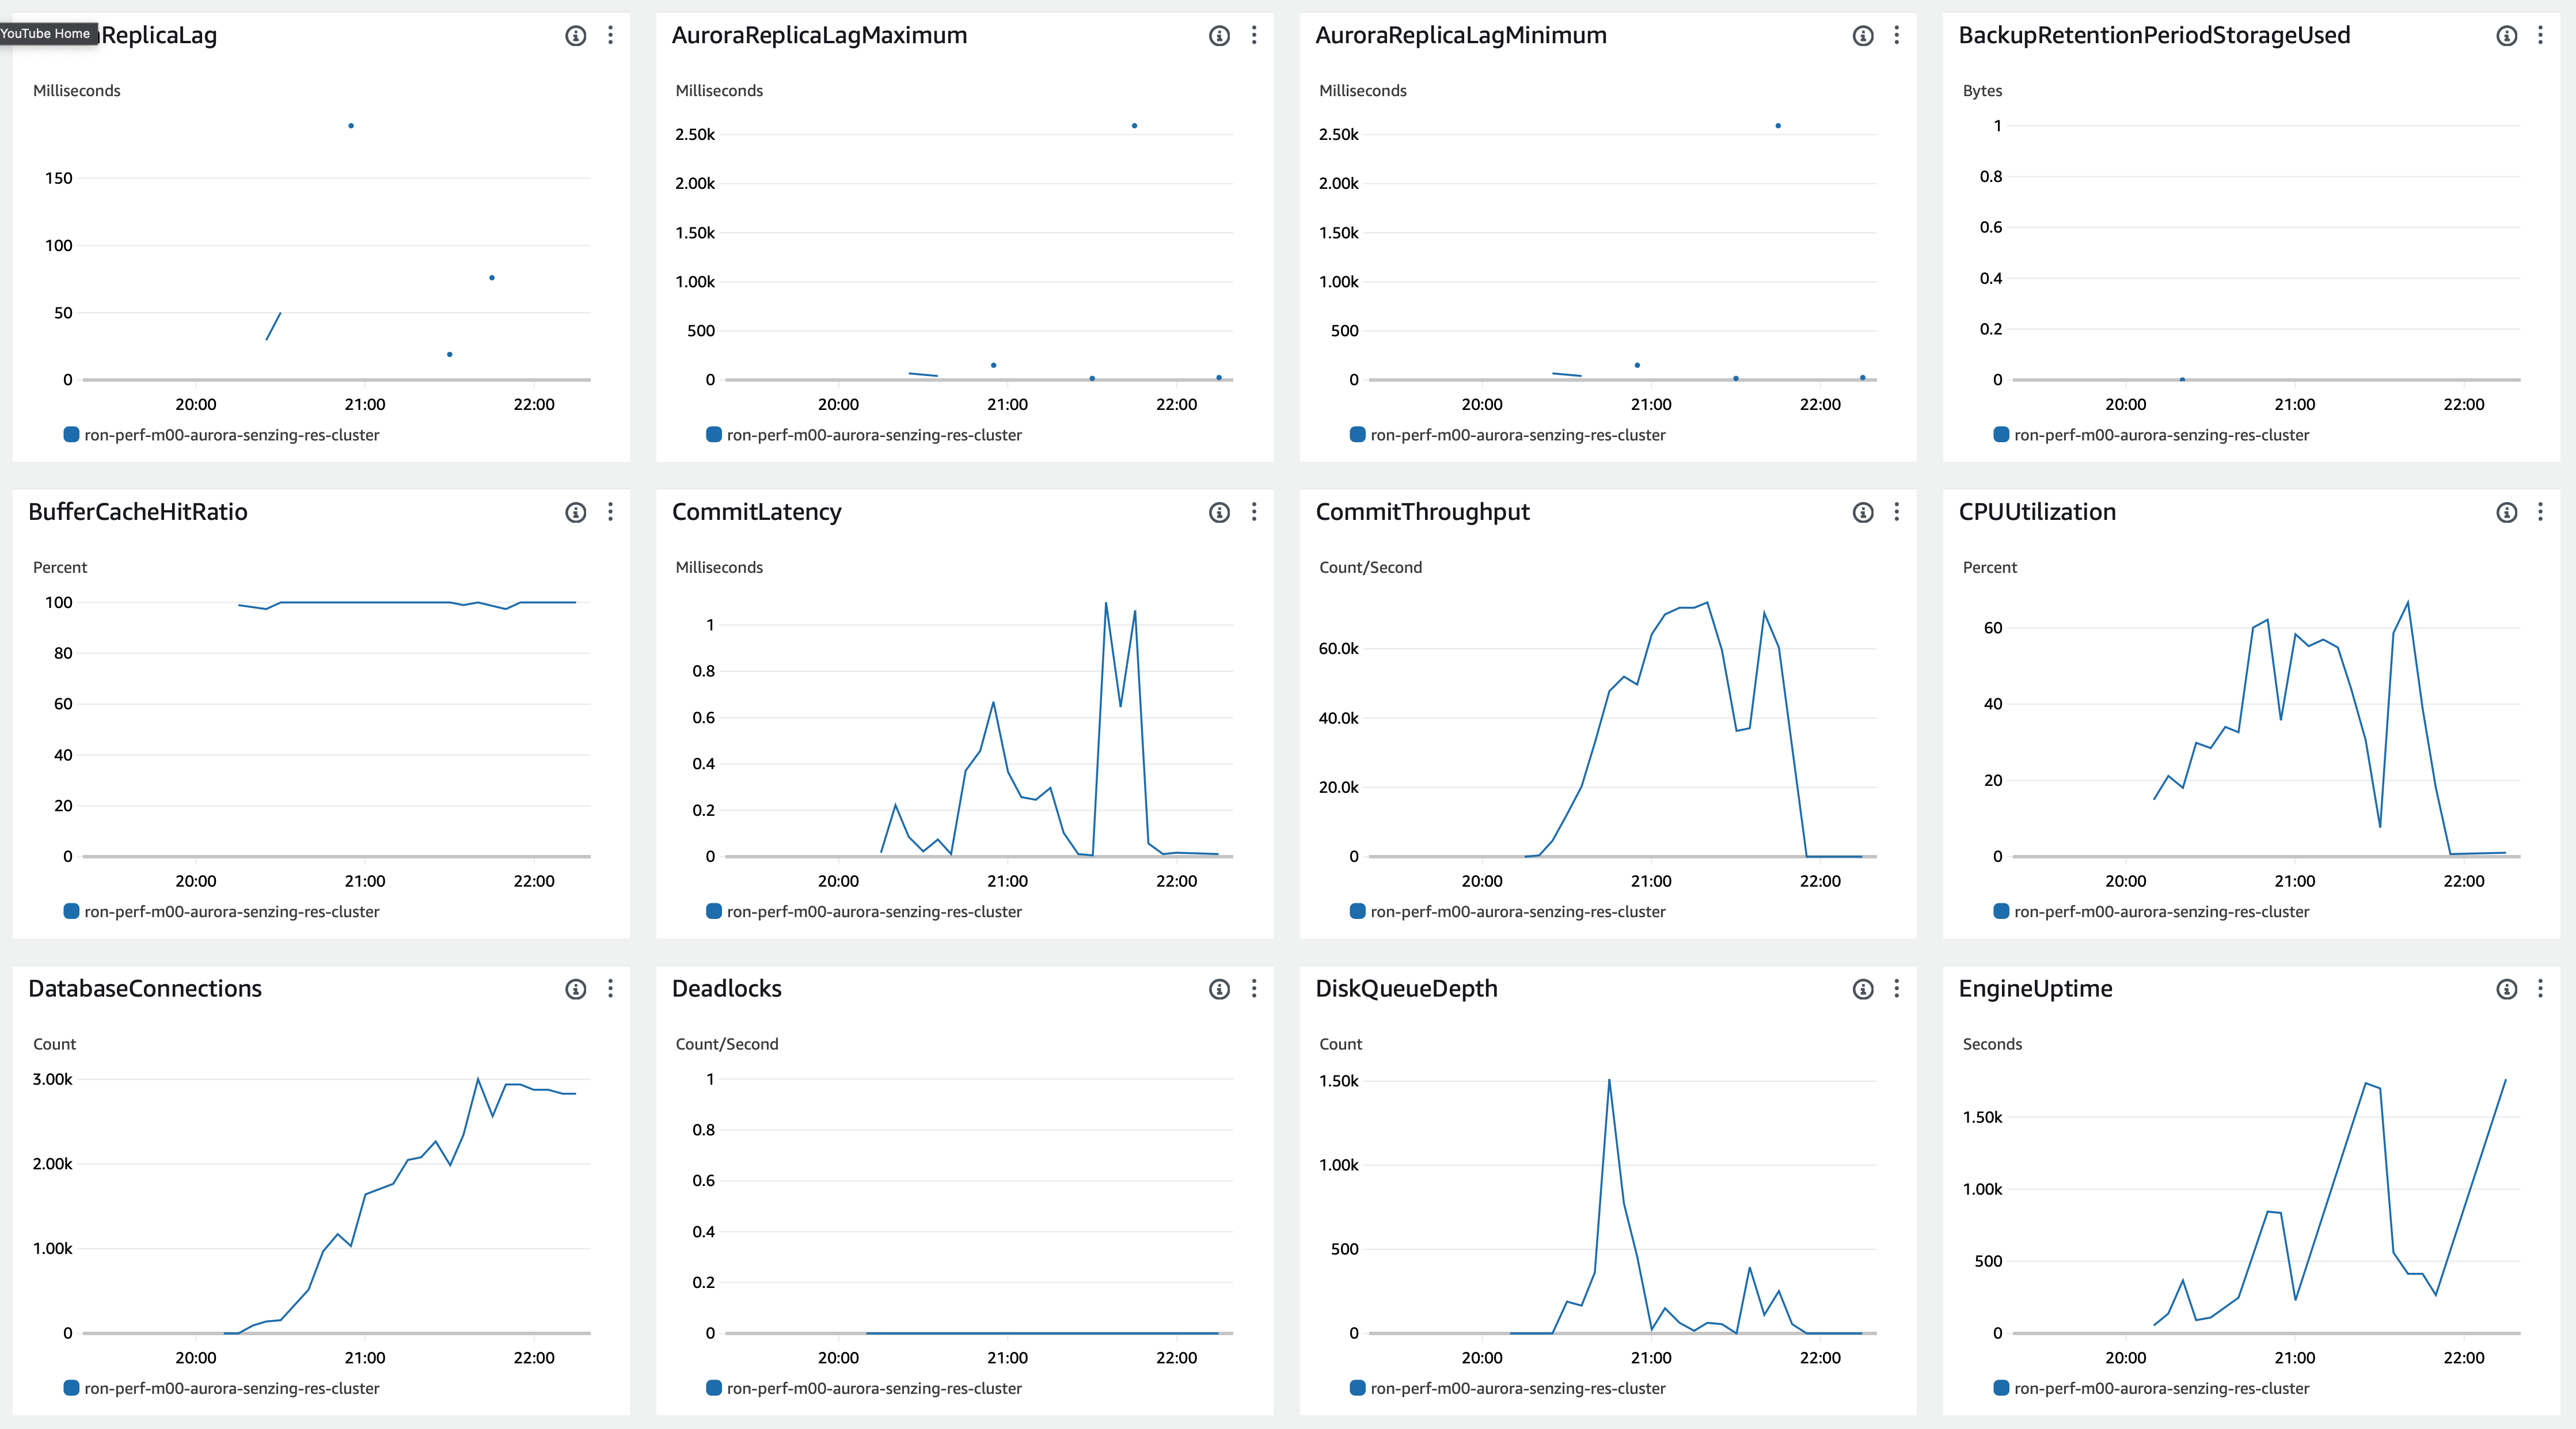 YouTube Home
ReplicaLag
Milliseconds
150
100
50
0
20:00 21:00 22:00
ron-perf-m00-aurora-senzing-res-cluster
AuroraReplicaLagMaximum
Milliseconds
2.50k
2.00k
1.50k
1.00k
500
0
20:00 21:00 22:00
ron-perf-m00-aurora-senzing-res-cluster
AuroraReplicaLagMinimum
Milliseconds
2.50k
2.00k
1.50k
1.00k
500
0
20:00 21:00 22:00
ron-perf-m00-aurora-senzing-res-cluster
BackupRetentionPeriodStorageUsed
Bytes
1
0.8
0.6
0.4
0.2
0
20:00 21:00 22:00
ron-perf-m00-aurora-senzing-res-cluster
BufferCacheHitRatio
Percent
100
80
60
40
20
0
20:00 21:00 22:00
ron-perf-m00-aurora-senzing-res-cluster
CommitLatency
Milliseconds
1
0.8
0.6
0.4
0.2
0
20:00 21:00 22:00
ron-perf-m00-aurora-senzing-res-cluster
CommitThroughput
Count/Second
60.0k
40.0k
20.0k
0
20:00 21:00 22:00
ron-perf-m00-aurora-senzing-res-cluster
CPUUtilization
Percent
60
40
20
0
20:00 21:00 22:00
ron-perf-m00-aurora-senzing-res-cluster
DatabaseConnections
Count
3.00k
2.00k
1.00k
0
20:00 21:00 22:00
ron-perf-m00-aurora-senzing-res-cluster
Deadlocks
Count/Second
1
0.8
0.6
0.4
0.2
0
20:00 21:00 22:00
ron-perf-m00-aurora-senzing-res-cluster
DiskQueueDepth
Count
1.50k
1.00k
500
0
20:00 21:00 22:00
ron-perf-m00-aurora-senzing-res-cluster
EngineUptime
Seconds
1.50k
1.00k
500
0
20:00 21:00 22:00
ron-perf-m00-aurora-senzing-res-cluster